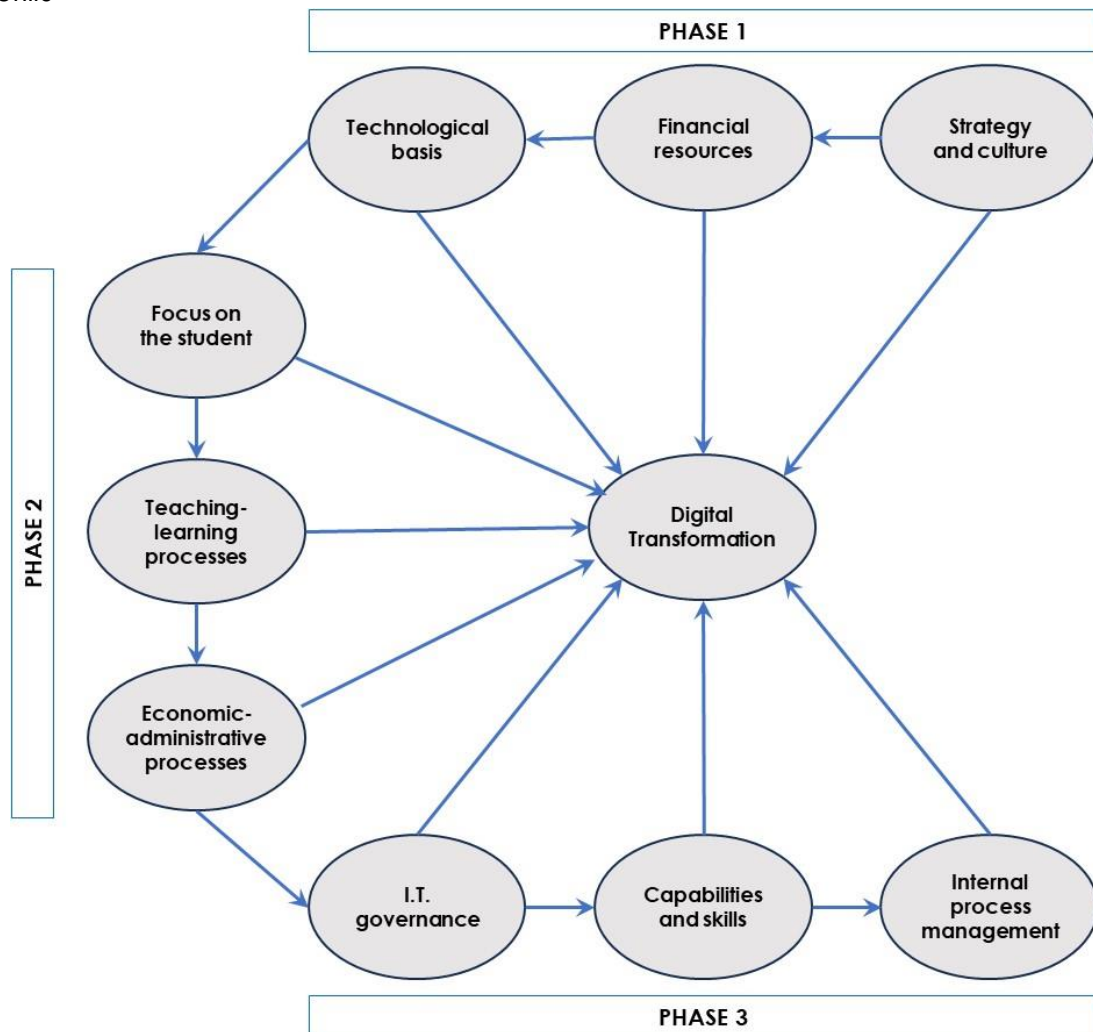 PHASE 1
Technological
basis
Financial
resources
Strategy
and culture
Focus on
the student
PHASE 2
Teaching-
learning
processes
Digital
Transformation
Economic-
administrative
processes
I.T.
governance
Capabilities
and skills
Internal
process
management
PHASE 3